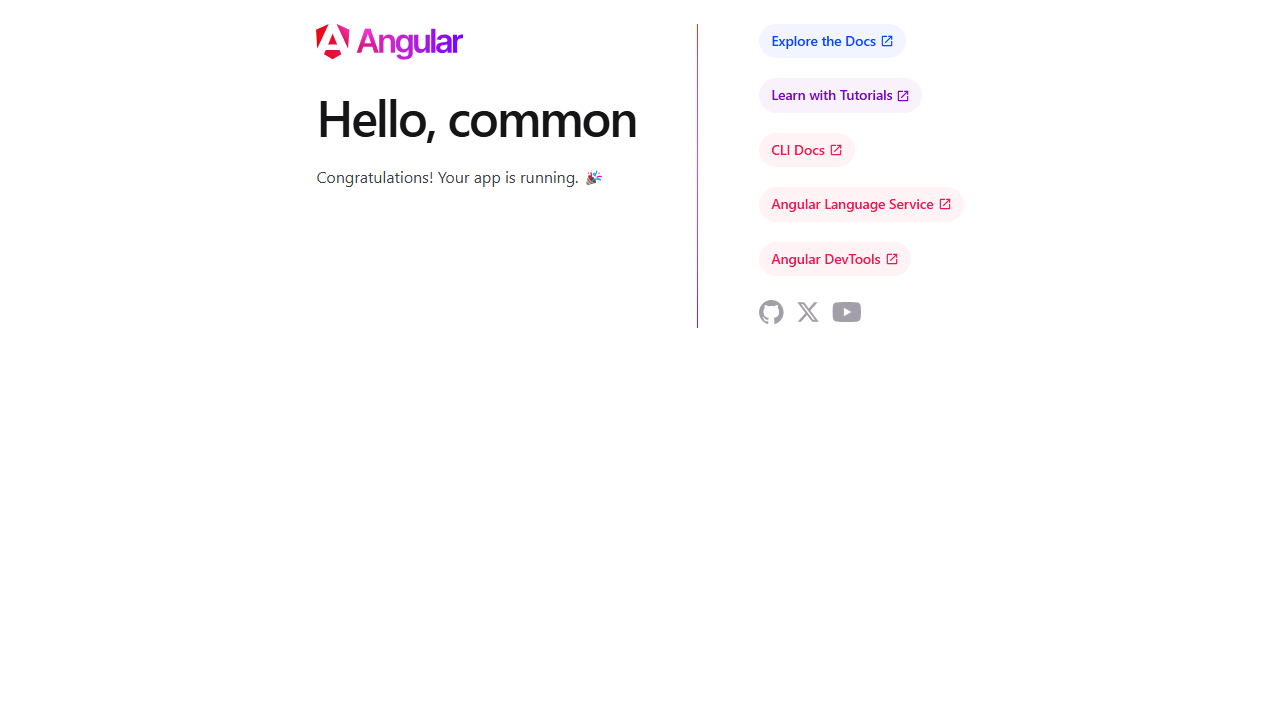 Angular
Hello, common
Congratulations! Your app is running. 🎉
Explore the Docs
Learn with Tutorials
CLI Docs
Angular Language Service
Angular DevTools